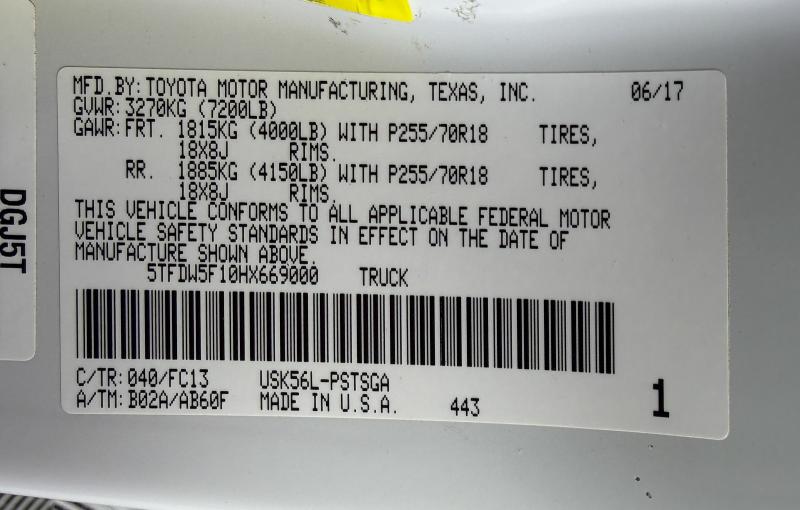 MFD.BY: TOYOTA MOTOR MANUFACTURING, TEXAS, INC. 06/17
GVWR: 3270KG (7200LB)
GAWR: FRT. 1815KG (4000LB) WITH P255/70R18 TIRES,
18X8J RIMS.
RR. 1885KG (4150LB) WITH P255/70R18 TIRES,
18X8J RIMS.
THIS VEHICLE CONFORMS TO ALL APPLICABLE FEDERAL MOTOR
VEHICLE SAFETY STANDARDS IN EFFECT ON THE DATE OF
MANUFACTURE SHOWN ABOVE.
5TFDW5F10HX669000 TRUCK
C/TR: 040/FC13 USK56L-PSTSGA
A/TM: B02A/AB60F MADE IN U.S.A. 443 1
DGJ5T